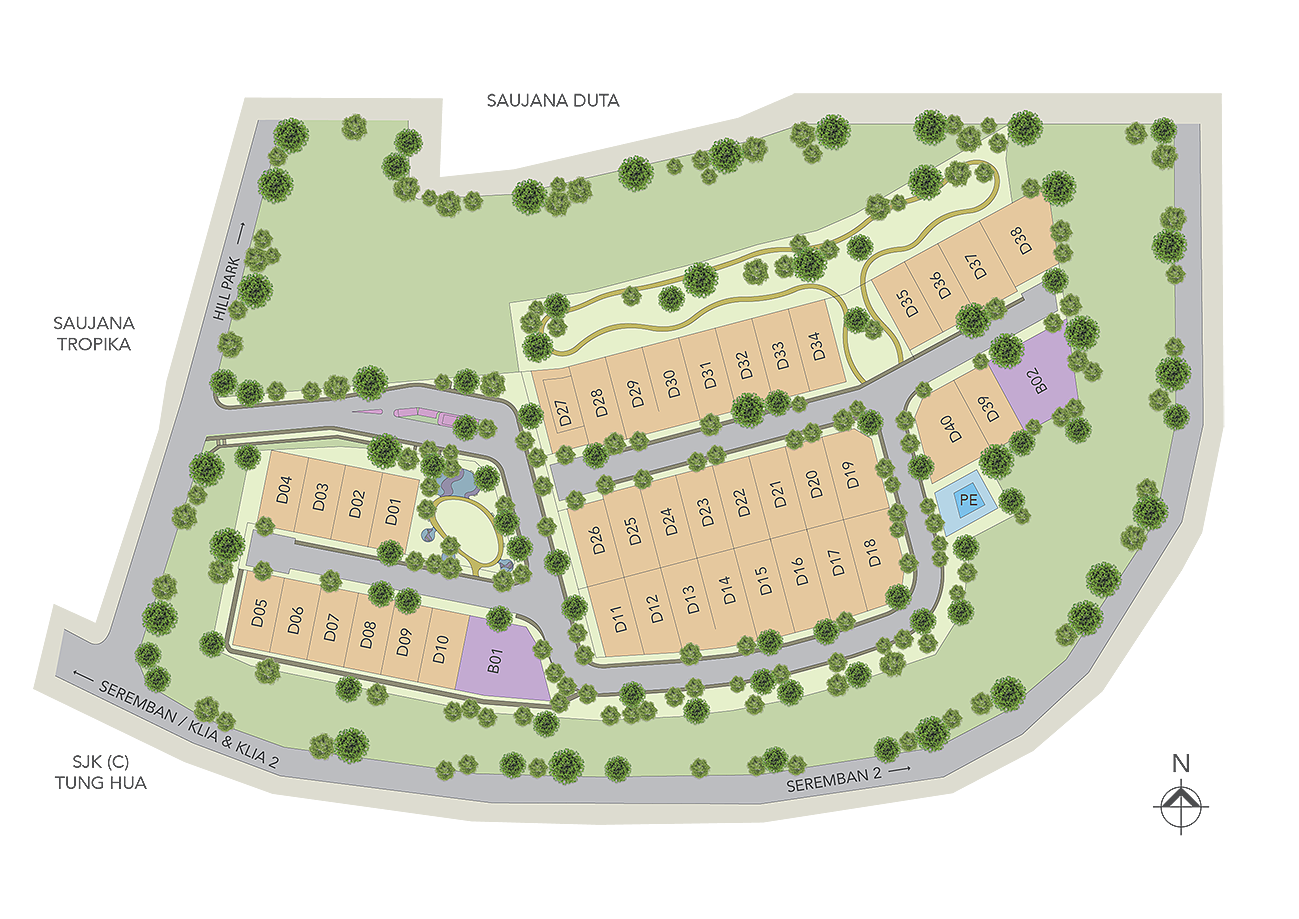 SAUJANA DUTA
HILL PARK
SAUJANA
TROPIKA
D38
D37
D36
D35
D34
D33
D32
D31
D30
D29
D28
D27
B02
D39
D40
PE
D04
D03
D02
D01
D26
D25
D24
D23
D22
D21
D20
D19
D11
D12
D13
D14
D15
D16
D17
D18
D05
D06
D07
D08
D09
D10
B01
← SEREMBAN / KLIA & KLIA 2
SJK (C)
TUNG HUA
SEREMBAN 2 →
N